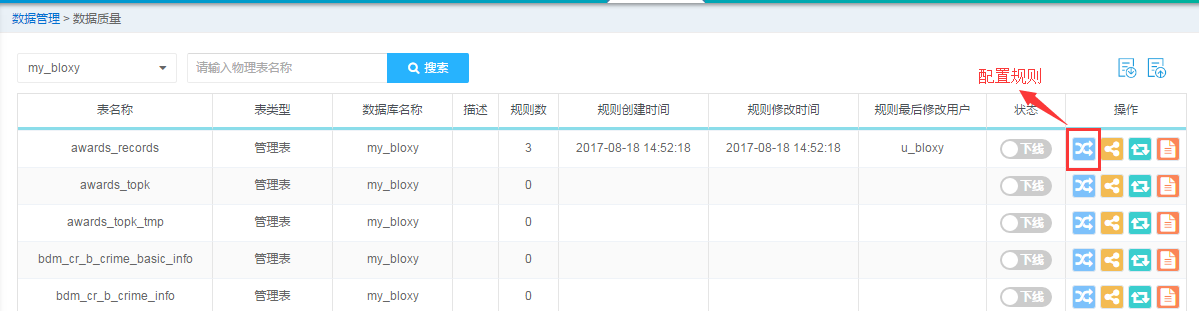 数据管理 > 数据质量
my_bloxy 请输入物理表名称 搜索
配置规则
表名称 表类型 数据库名称 描述 规则数 规则创建时间 规则修改时间 规则最后修改用户 状态 操作
awards_records 管理表 my_bloxy 3 2017-08-18 14:52:18 2017-08-18 14:52:18 u_bloxy 下线
awards_topk 管理表 my_bloxy 0 下线
awards_topk_tmp 管理表 my_bloxy 0 下线
bdm_cr_b_crime_basic_info 管理表 my_bloxy 0 下线
bdm_cr_b_crime_info 管理表 my_bloxy 0 下线